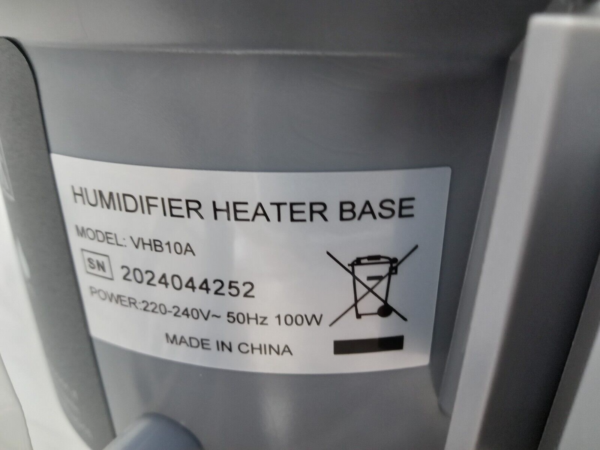 HUMIDIFIER HEATER BASE
MODEL: VHB10A
SN 2024044252
POWER:220-240V~ 50Hz 100W
MADE IN CHINA